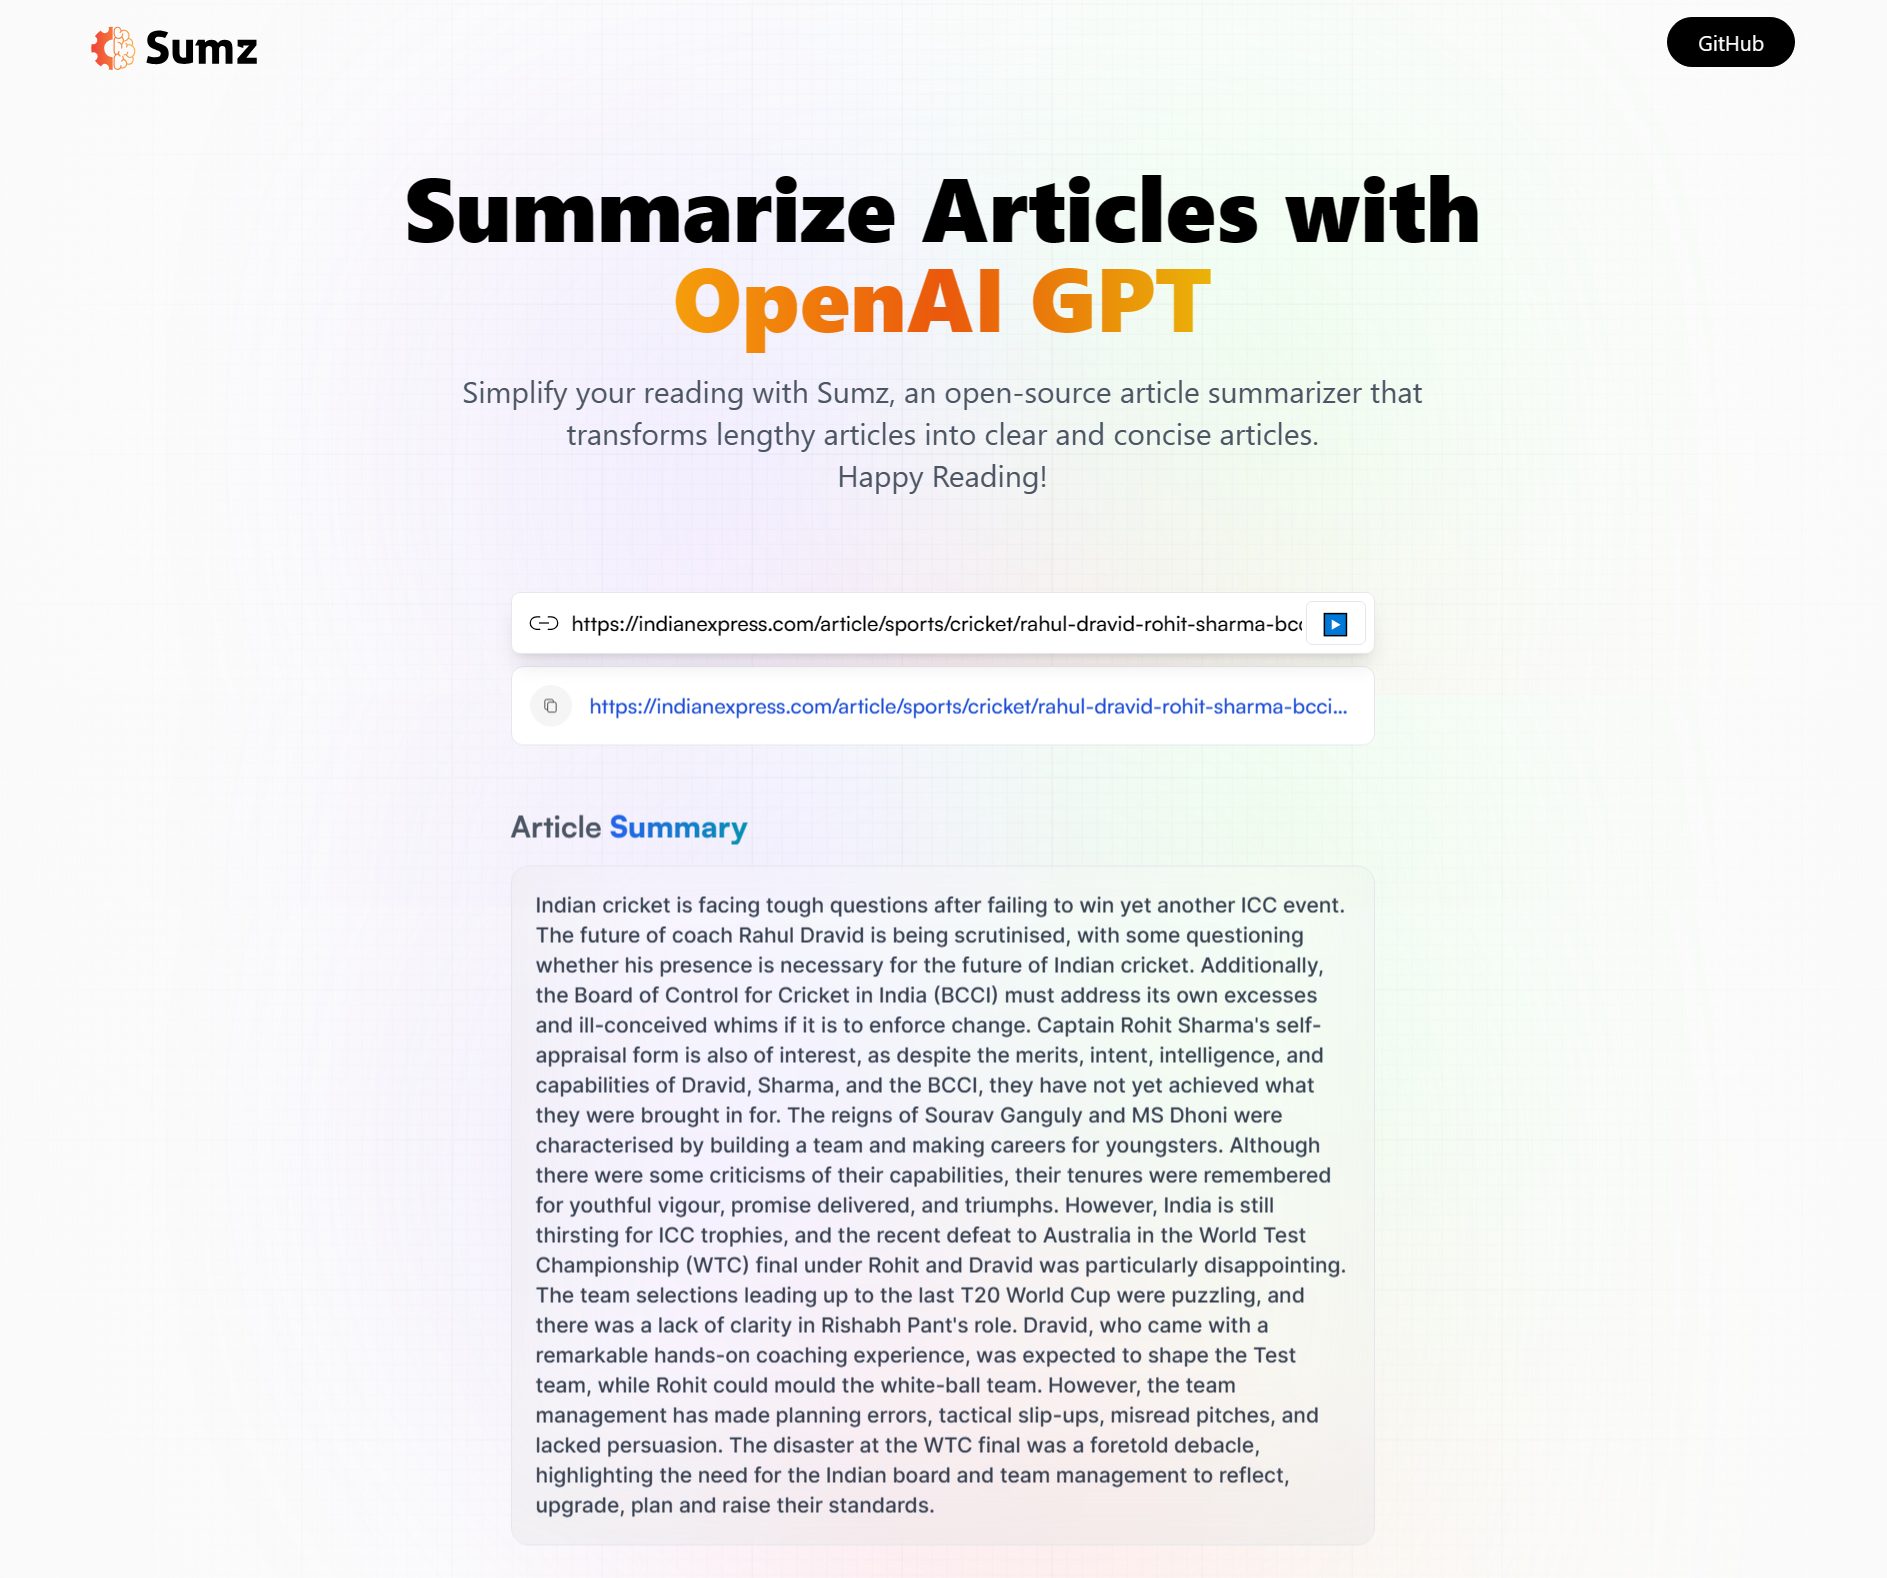 Sumz
GitHub
Summarize Articles with
OpenAI GPT
Simplify your reading with Sumz, an open-source article summarizer that
transforms lengthy articles into clear and concise articles.
Happy Reading!
https://indianexpress.com/article/sports/cricket/rahul-dravid-rohit-sharma-bcc
https://indianexpress.com/article/sports/cricket/rahul-dravid-rohit-sharma-bcci...
Article Summary
Indian cricket is facing tough questions after failing to win yet another ICC event.
The future of coach Rahul Dravid is being scrutinised, with some questioning
whether his presence is necessary for the future of Indian cricket. Additionally,
the Board of Control for Cricket in India (BCCI) must address its own excesses
and ill-conceived whims if it is to enforce change. Captain Rohit Sharma's self-
appraisal form is also of interest, as despite the merits, intent, intelligence, and
capabilities of Dravid, Sharma, and the BCCI, they have not yet achieved what
they were brought in for. The reigns of Sourav Ganguly and MS Dhoni were
characterised by building a team and making careers for youngsters. Although
there were some criticisms of their capabilities, their tenures were remembered
for youthful vigour, promise delivered, and triumphs. However, India is still
thirsting for ICC trophies, and the recent defeat to Australia in the World Test
Championship (WTC) final under Rohit and Dravid was particularly disappointing.
The team selections leading up to the last T20 World Cup were puzzling, and
there was a lack of clarity in Rishabh Pant's role. Dravid, who came with a
remarkable hands-on coaching experience, was expected to shape the Test
team, while Rohit could mould the white-ball team. However, the team
management has made planning errors, tactical slip-ups, misread pitches, and
lacked persuasion. The disaster at the WTC final was a foretold debacle,
highlighting the need for the Indian board and team management to reflect,
upgrade, plan and raise their standards.